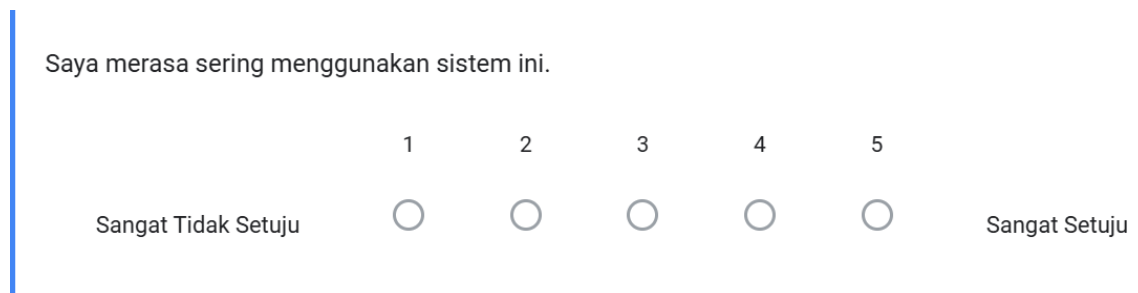 Saya merasa sering menggunakan sistem ini.
1 2 3 4 5
Sangat Tidak Setuju Sangat Setuju